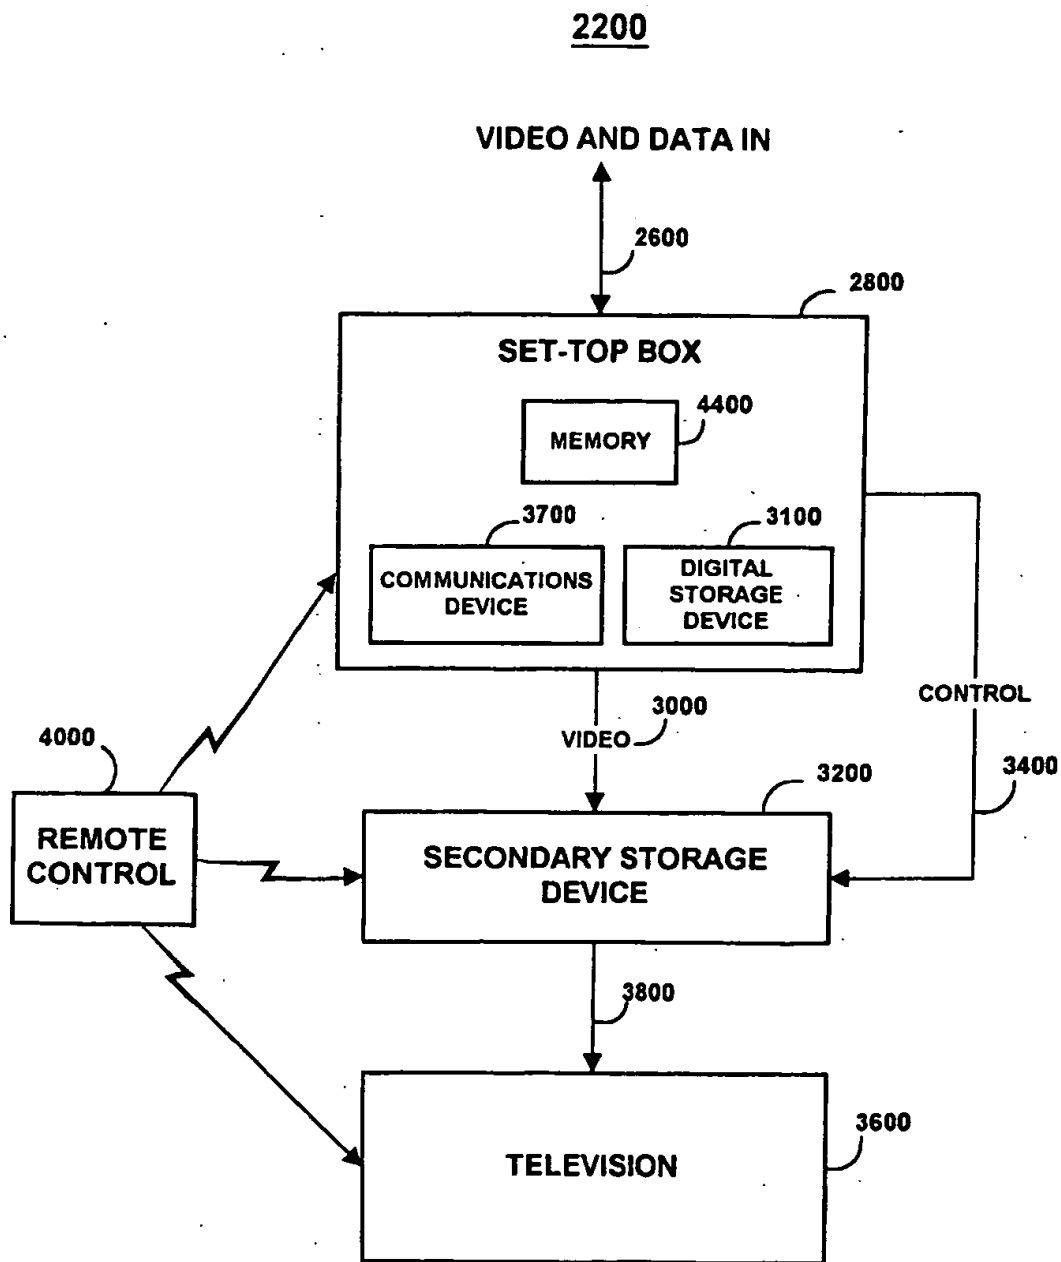 2200
VIDEO AND DATA IN
2600
2800
SET-TOP BOX
4400
MEMORY
3700
3100
COMMUNICATIONS
DEVICE
DIGITAL
STORAGE
DEVICE
CONTROL
3000
VIDEO
4000
3200
3400
REMOTE
CONTROL
SECONDARY STORAGE
DEVICE
3800
3600
TELEVISION